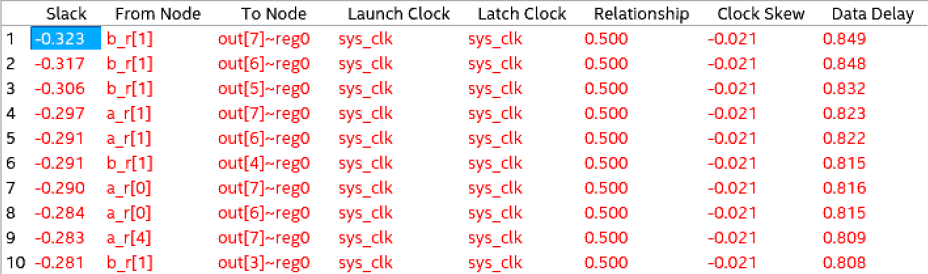 Slack From Node To Node Launch Clock Latch Clock Relationship Clock Skew Data Delay
1 -0.323 b_r[1] out[7]~reg0 sys_clk sys_clk 0.500 -0.021 0.849
2 -0.317 b_r[1] out[6]~reg0 sys_clk sys_clk 0.500 -0.021 0.848
3 -0.306 b_r[1] out[5]~reg0 sys_clk sys_clk 0.500 -0.021 0.832
4 -0.297 a_r[1] out[7]~reg0 sys_clk sys_clk 0.500 -0.021 0.823
5 -0.291 a_r[1] out[6]~reg0 sys_clk sys_clk 0.500 -0.021 0.822
6 -0.291 b_r[1] out[4]~reg0 sys_clk sys_clk 0.500 -0.021 0.815
7 -0.290 a_r[0] out[7]~reg0 sys_clk sys_clk 0.500 -0.021 0.816
8 -0.284 a_r[0] out[6]~reg0 sys_clk sys_clk 0.500 -0.021 0.815
9 -0.283 a_r[4] out[7]~reg0 sys_clk sys_clk 0.500 -0.021 0.809
10 -0.281 b_r[1] out[3]~reg0 sys_clk sys_clk 0.500 -0.021 0.808